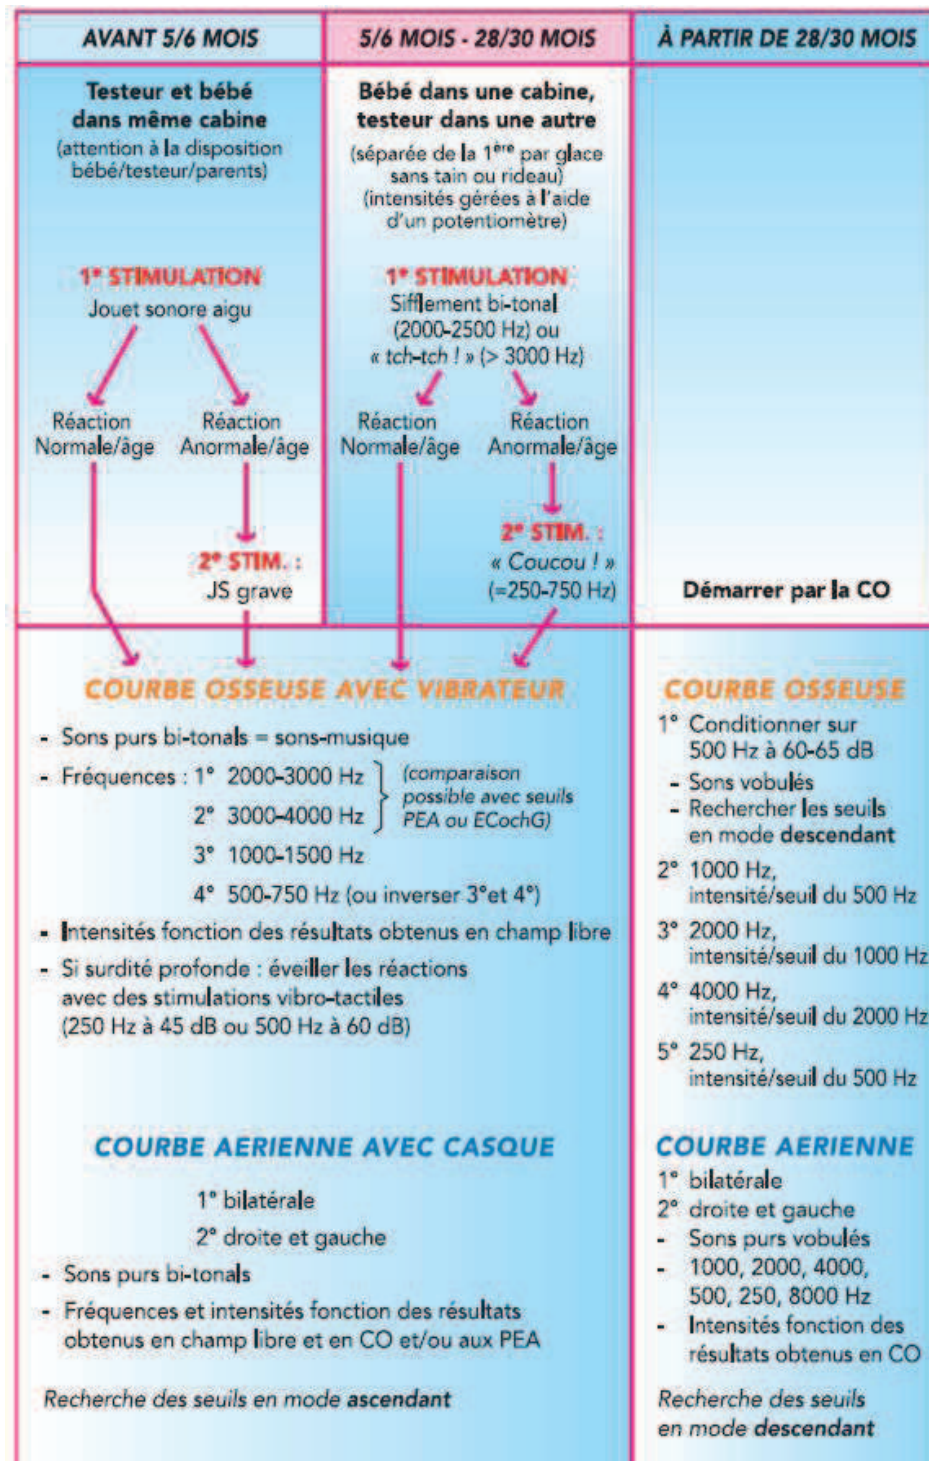 AVANT 5/6 MOIS
5/6 MOIS - 28/30 MOIS
À PARTIR DE 28/30 MOIS
Testeur et bébé
dans même cabine
(attention à la disposition
bébé/testeur/parents)
1ᵉ STIMULATION
Jouet sonore aigu
Réaction
Normale/âge
Réaction
Anormale/âge
2ᵉ STIM. :
JS grave
Bébé dans une cabine,
testeur dans une autre
(séparée de la 1ère par glace
sans tain ou rideau)
(intensités gérées à l'aide
d'un potentiomètre)
1ᵉ STIMULATION
Sifflement bi-tonal
(2000-2500 Hz) ou
« tch-tch ! » (> 3000 Hz)
Réaction
Normale/âge
Réaction
Anormale/âge
2ᵉ STIM. :
« Coucou ! »
(=250-750 Hz)
Démarrer par la CO
COURBE OSSEUSE AVEC VIBRATEUR
- Sons purs bi-tonals = sons-musique
- Fréquences : 1° 2000-3000 Hz
2° 3000-4000 Hz
(comparaison
possible avec seuils
PEA ou ECochG)
3° 1000-1500 Hz
4° 500-750 Hz (ou inverser 3°et 4°)
- Intensités fonction des résultats obtenus en champ libre
- Si surdité profonde : éveiller les réactions
avec des stimulations vibro-tactiles
(250 Hz à 45 dB ou 500 Hz à 60 dB)
COURBE AERIENNE AVEC CASQUE
1° bilatérale
2° droite et gauche
- Sons purs bi-tonals
- Fréquences et intensités fonction des résultats
obtenus en champ libre et en CO et/ou aux PEA
Recherche des seuils en mode ascendant
COURBE OSSEUSE
1° Conditionner sur
500 Hz à 60-65 dB
- Sons vobulés
- Rechercher les seuils
en mode descendant
2° 1000 Hz,
intensité/seuil du 500 Hz
3° 2000 Hz,
intensité/seuil du 1000 Hz
4° 4000 Hz,
intensité/seuil du 2000 Hz
5° 250 Hz,
intensité/seuil du 500 Hz
COURBE AERIENNE
1° bilatérale
2° droite et gauche
- Sons purs vobulés
- 1000, 2000, 4000,
500, 250, 8000 Hz
- Intensités fonction des
résultats obtenus en CO
Recherche des seuils
en mode descendant